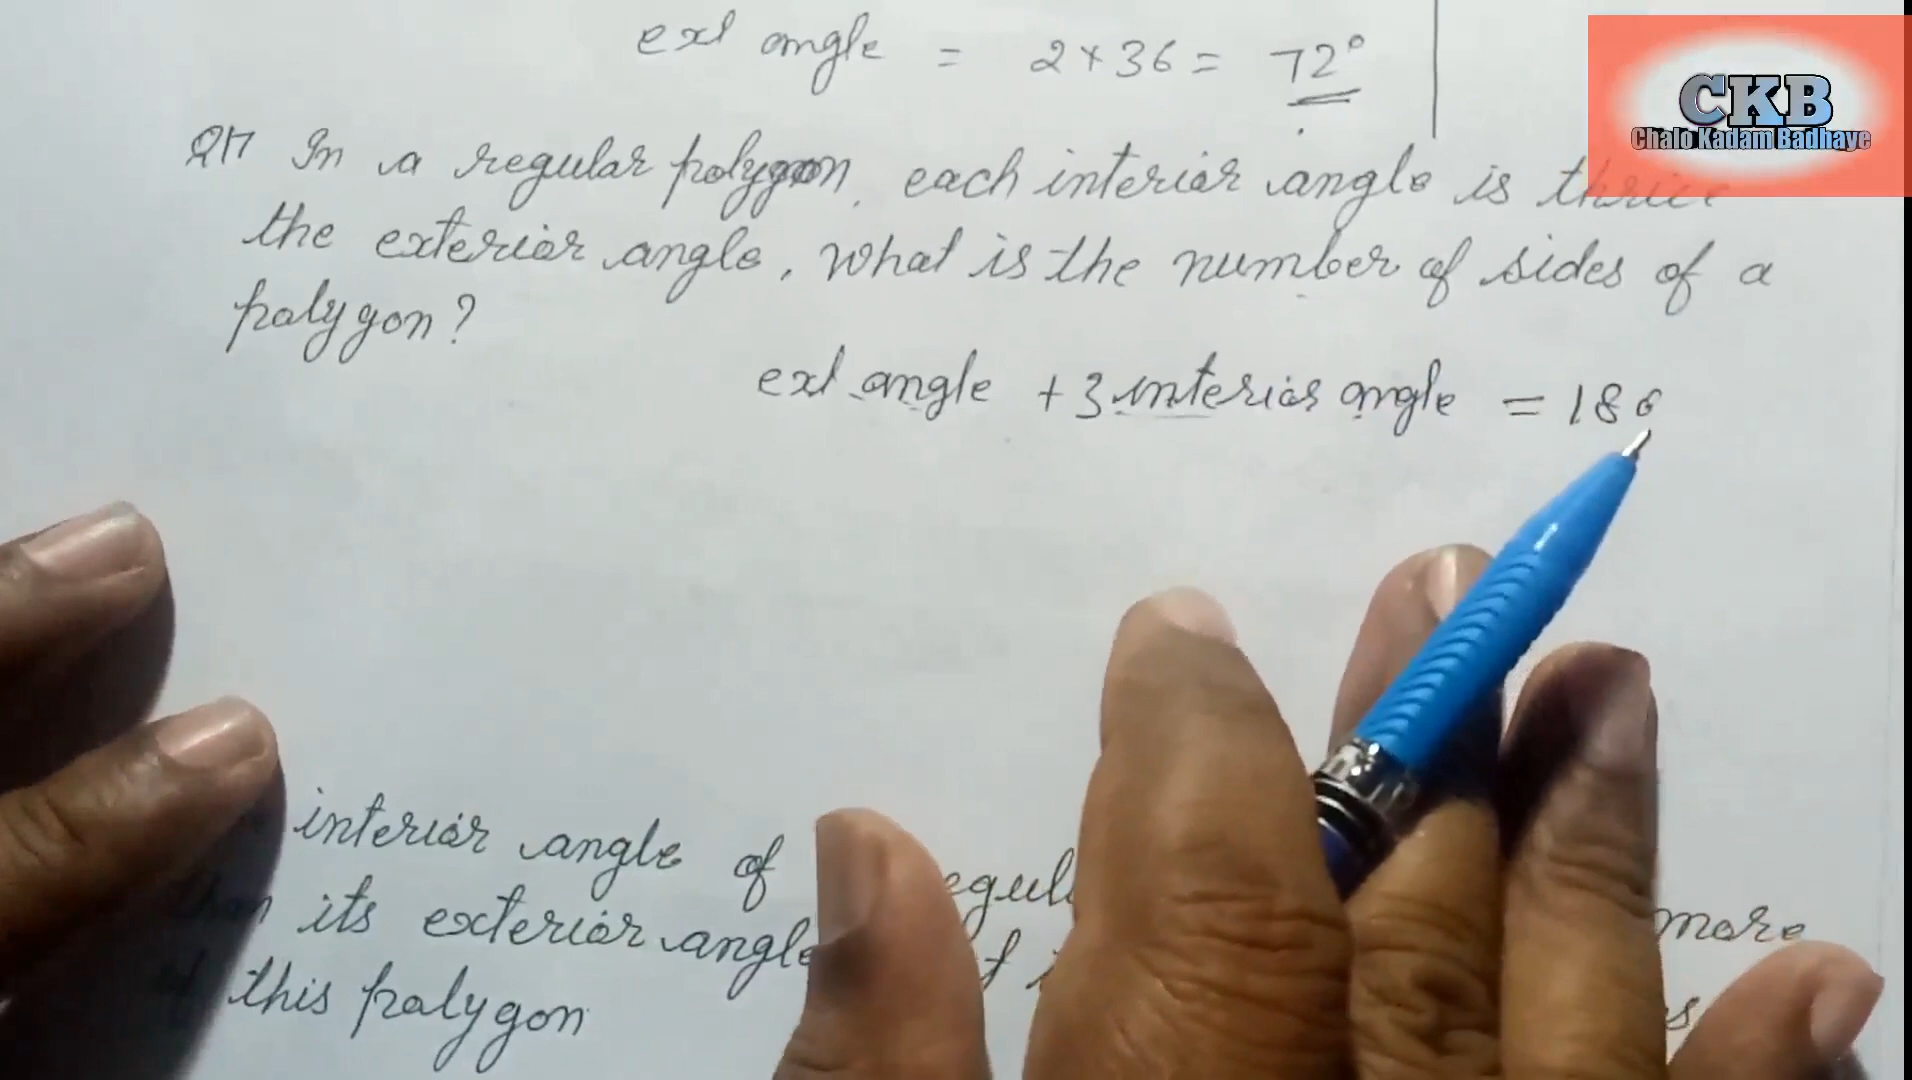 ext angle = 2×36 = 72°
CKB
Chalo Kadam Badhaye
Q17 In a regular polygon, each interior angle is thrice
the exterior angle, what is the number of sides of a
polygon?
ext angle + 3 interior angle = 180
interior angle of more
than its exterior angle
this polygon